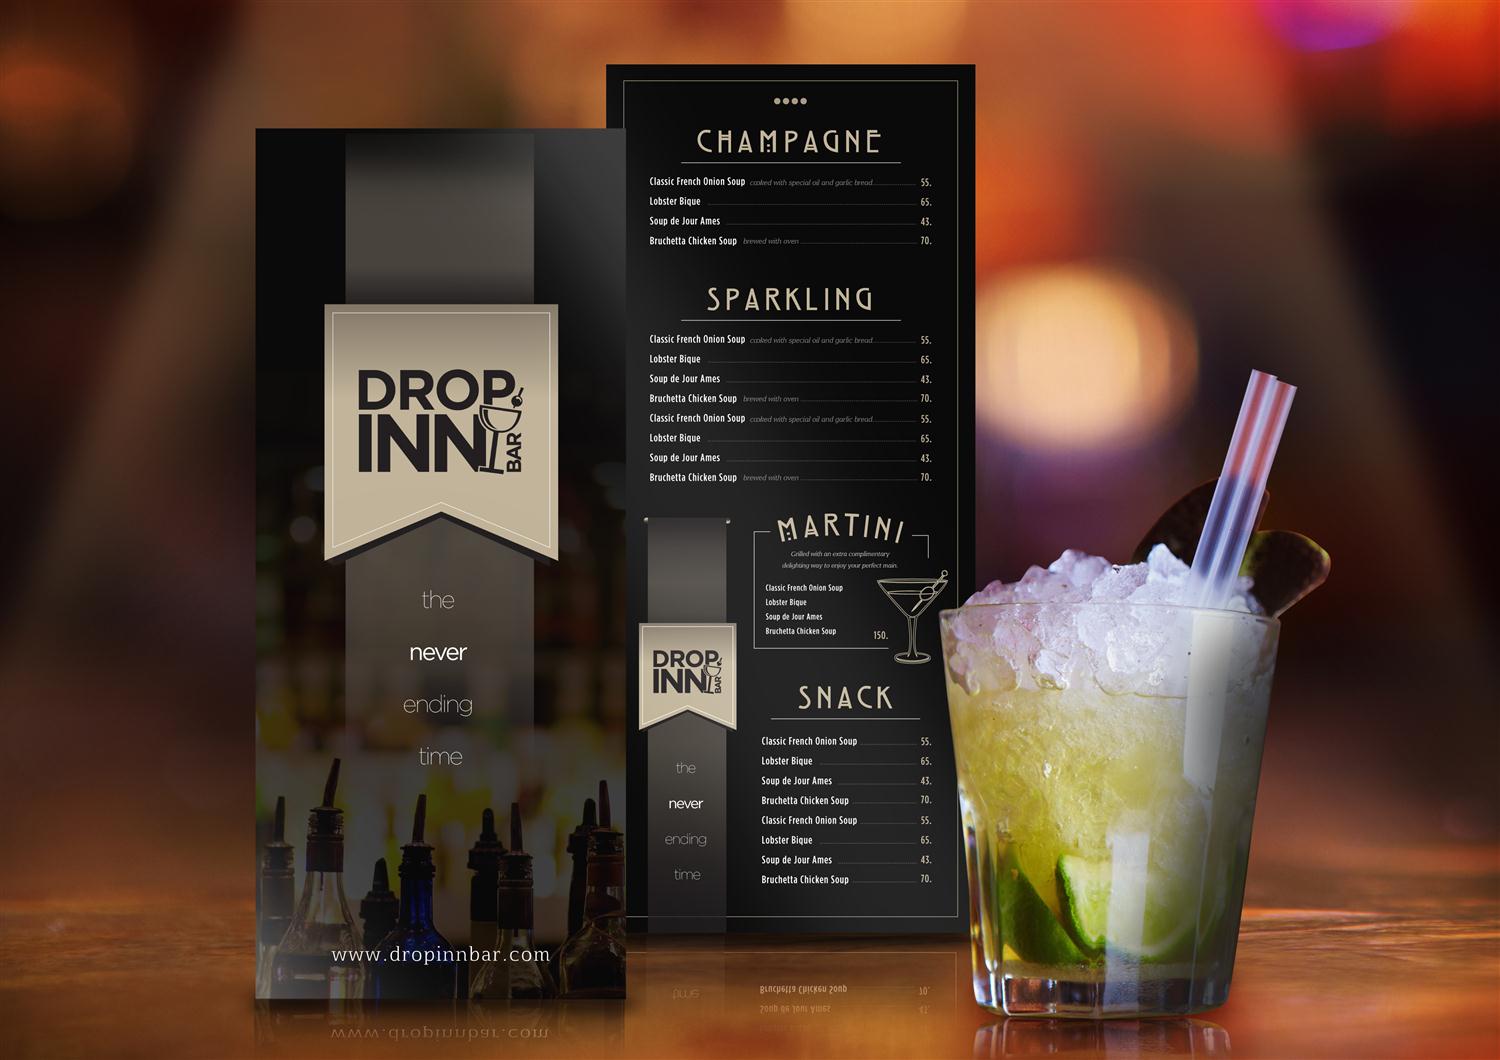 DROP
INN
BAR
the
never
ending
time
www.dropinnbar.com
CHAMPAGNE
Classic French Onion Soup cooked with special oil and garlic bread 55.
Lobster Bique 65.
Soup de Jour Ames 43.
Bruchetta Chicken Soup brewed with oven 70.
SPARKLING
Classic French Onion Soup cooked with special oil and garlic bread 55.
Lobster Bique 65.
Soup de Jour Ames 43.
Bruchetta Chicken Soup brewed with oven 70.
Classic French Onion Soup cooked with special oil and garlic bread 55.
Lobster Bique 65.
Soup de Jour Ames 43.
Bruchetta Chicken Soup brewed with oven 70.
MARTINI
Grilled with an extra complimentary
delighting way to enjoy your perfect main.
Classic French Onion Soup
Lobster Bique
Soup de Jour Ames
Bruchetta Chicken Soup 150.
DROP
INN
BAR
the
never
ending
time
SNACK
Classic French Onion Soup 55.
Lobster Bique 65.
Soup de Jour Ames 43.
Bruchetta Chicken Soup 70.
Classic French Onion Soup 55.
Lobster Bique 65.
Soup de Jour Ames 43.
Bruchetta Chicken Soup 70.